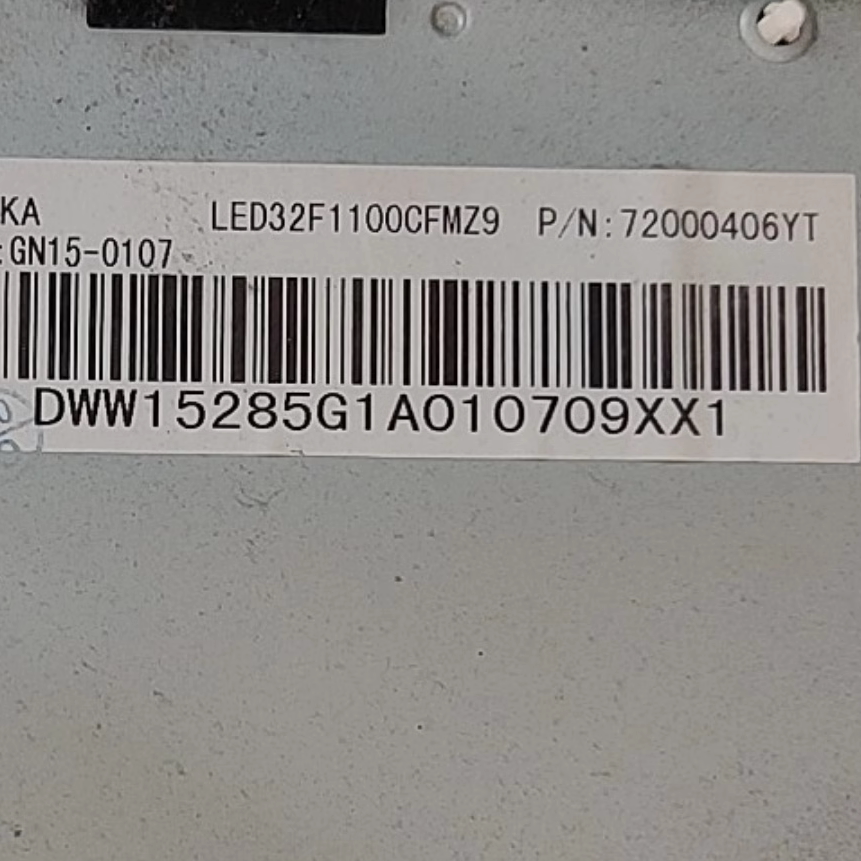 KA LED32F1100CFMZ9 P/N:72000406YT
:GN15-0107
DWW15285G1A010709XX1